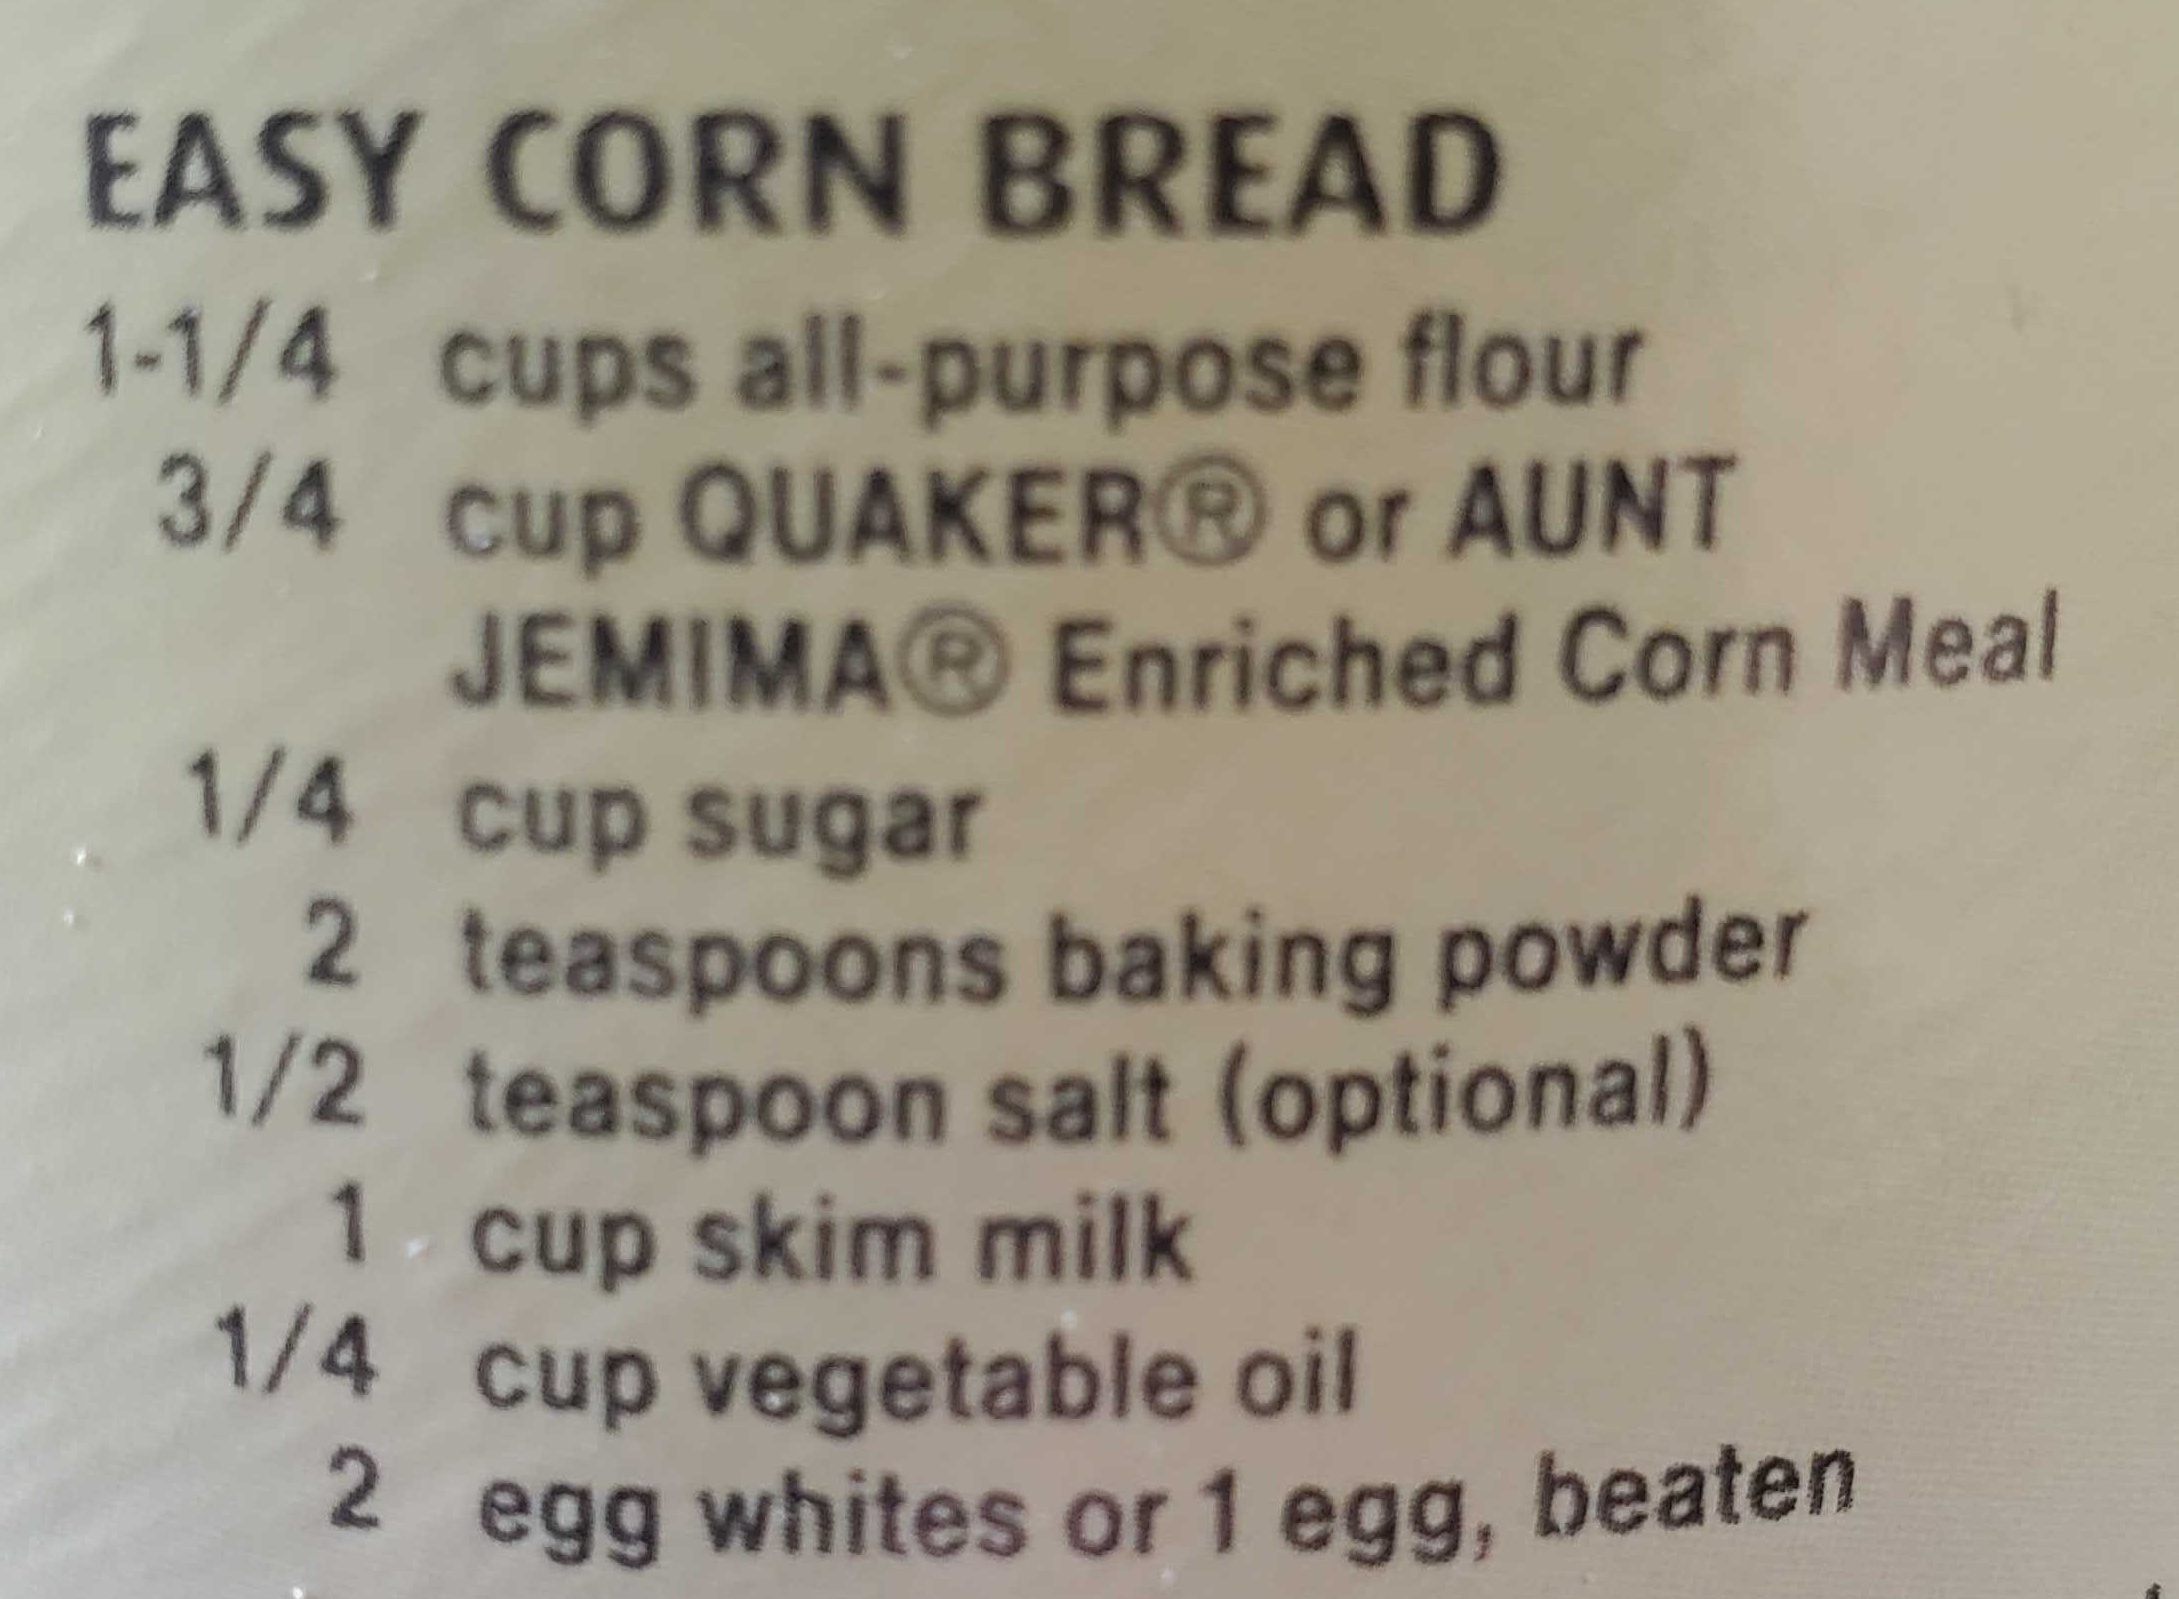 EASY CORN BREAD
1-1/4 cups all-purpose flour
3/4 cup QUAKER® or AUNT
JEMIMA® Enriched Corn Meal
1/4 cup sugar
2 teaspoons baking powder
1/2 teaspoon salt (optional)
1 cup skim milk
1/4 cup vegetable oil
2 egg whites or 1 egg, beaten